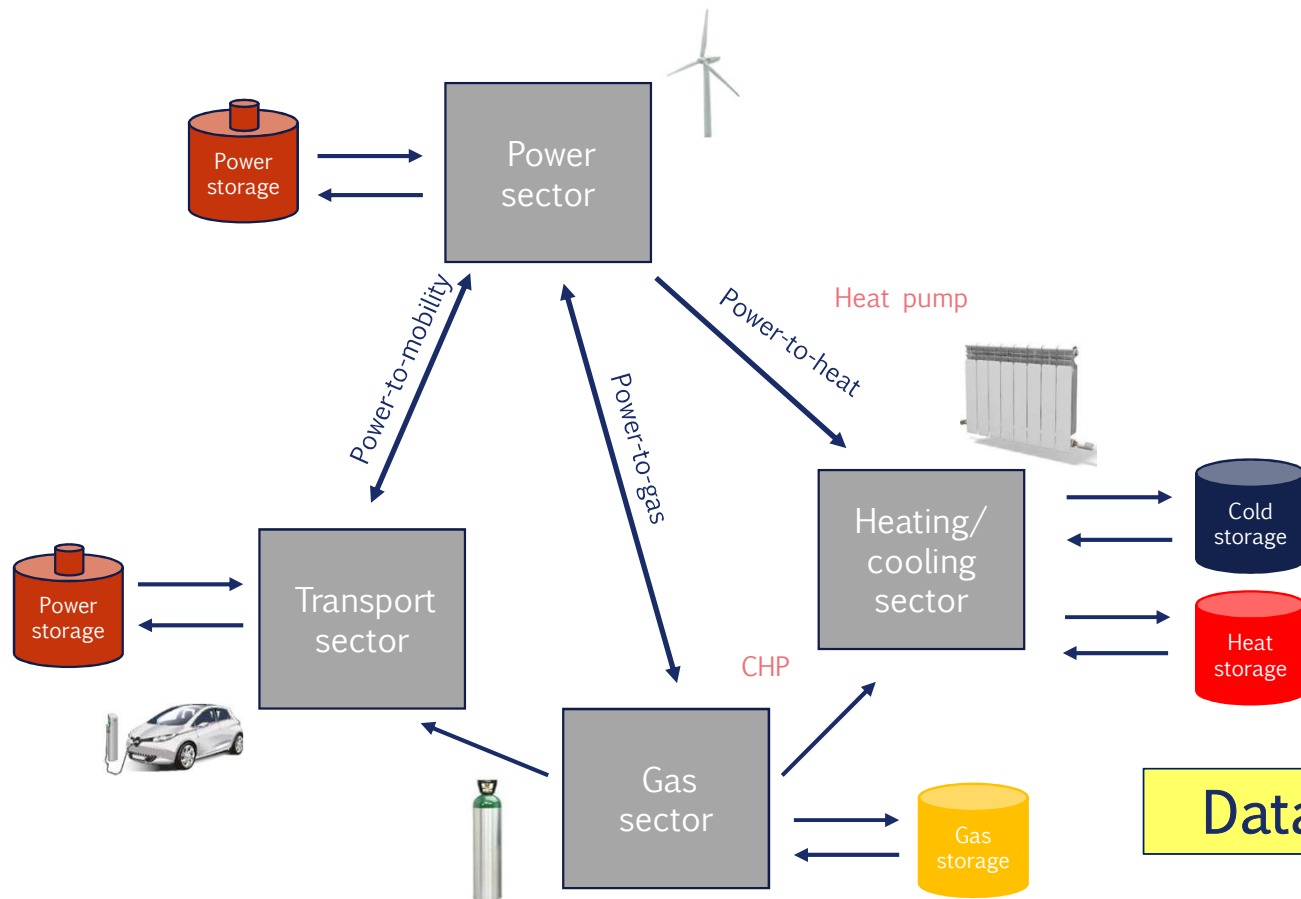 Power
storage
Power
sector
Power-to-mobility
Power-to-gas
Power-to-heat
Heat pump
Power
storage
Transport
sector
Heating/
cooling
sector
Cold
storage
Heat
storage
CHP
Gas
sector
Gas
storage
Data